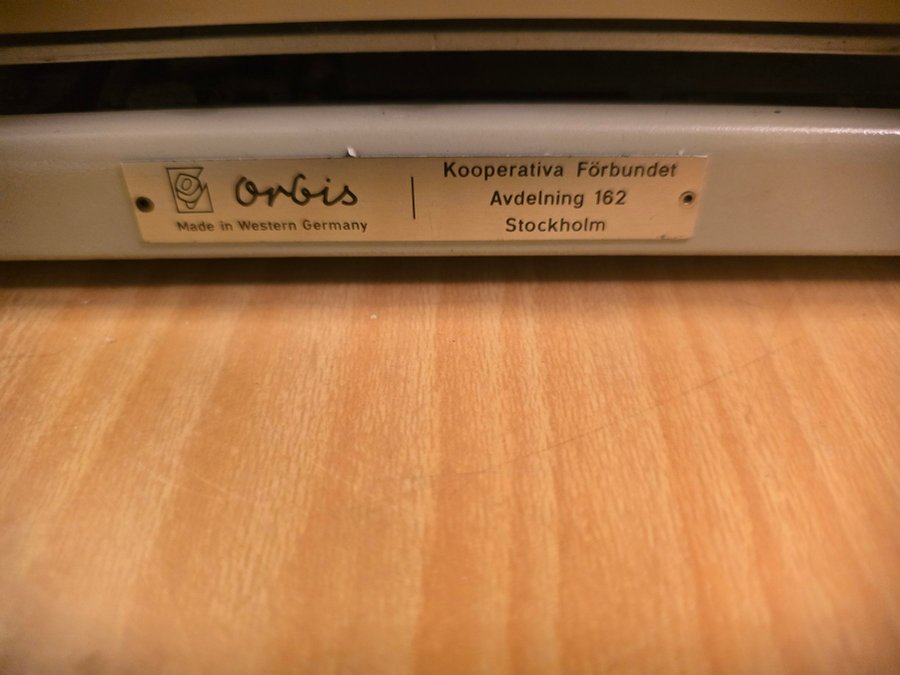 orbis
Made in Western Germany
Kooperativa Förbundet
Avdelning 162
Stockholm